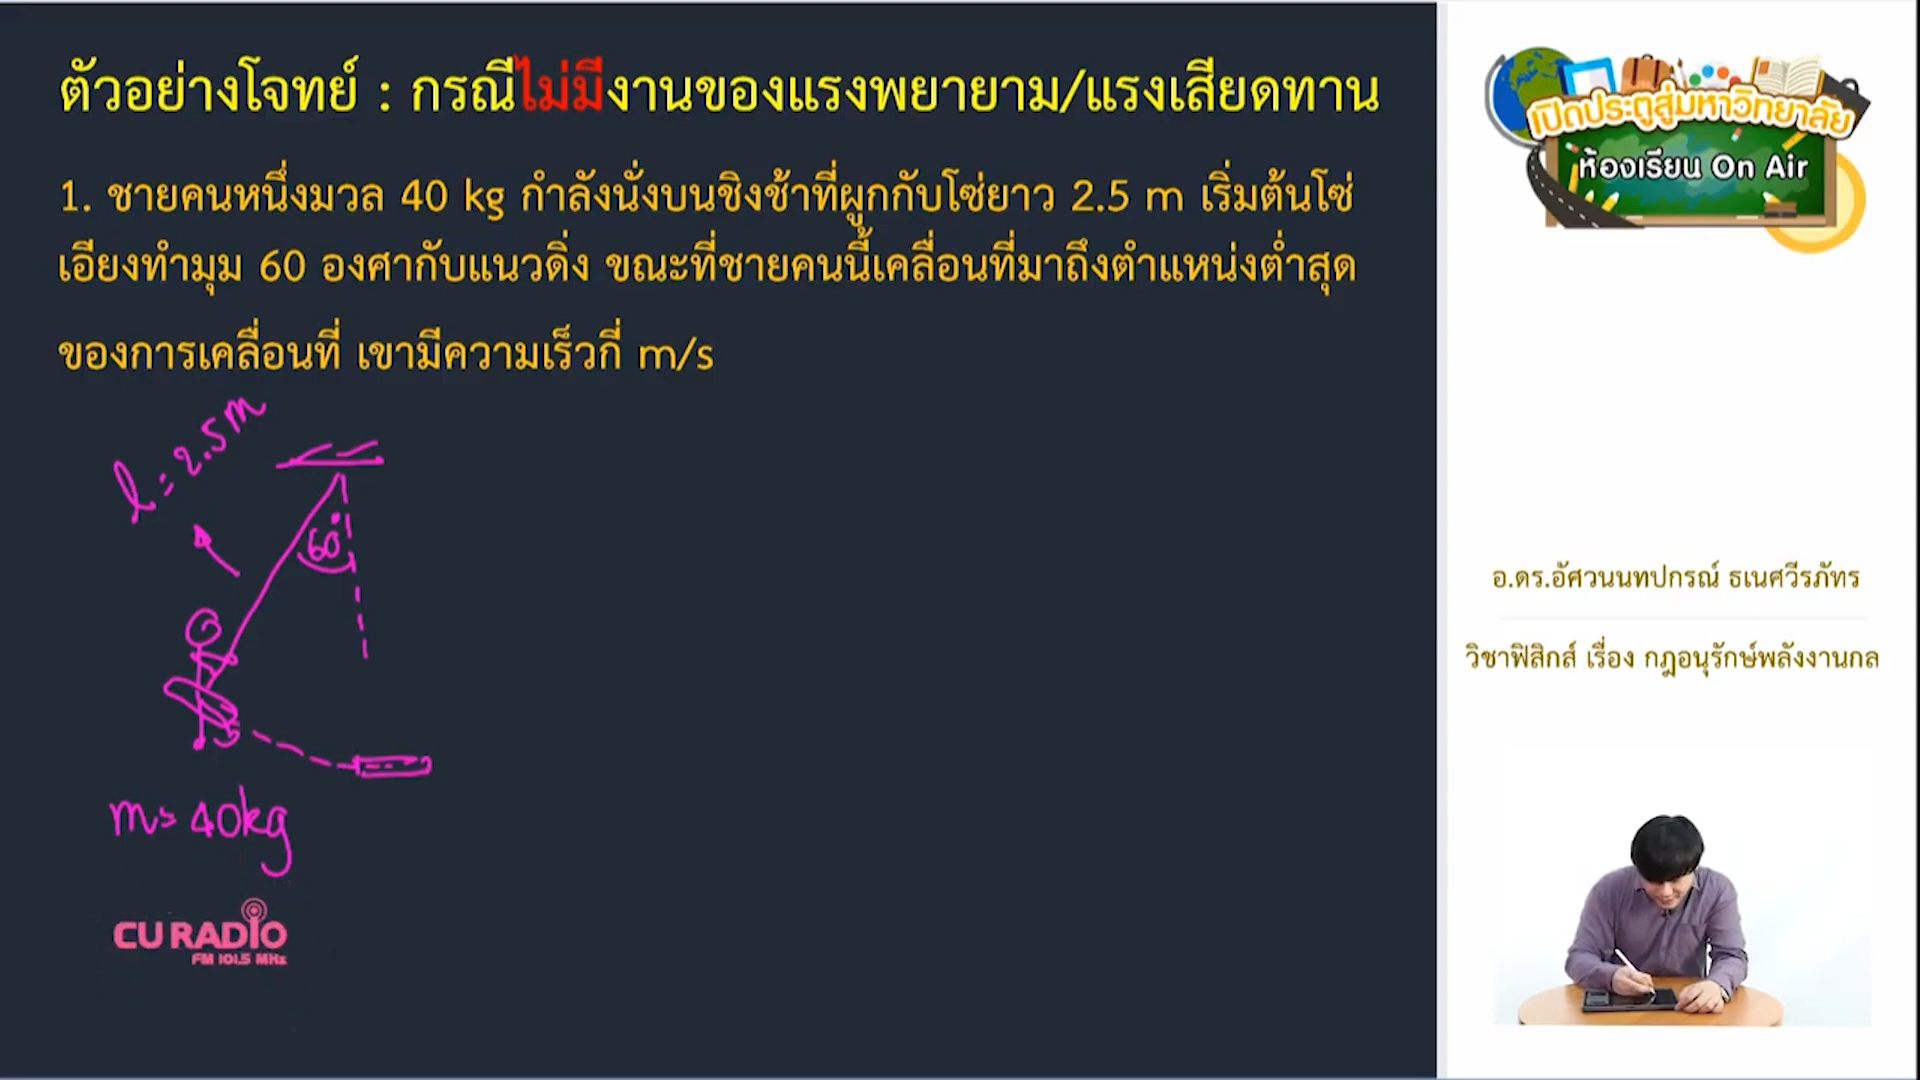 ตัวอย่างโจทย์ : กรณีไม่มีงานของแรงพยายาม/แรงเสียดทาน
1. ชายคนหนึ่งมวล 40 kg กำลังนั่งบนชิงช้าที่ผูกกับโซ่ยาว 2.5 m เริ่มต้นโซ่
เอียงทำมุม 60 องศากับแนวดิ่ง ขณะที่ชายคนนี้เคลื่อนที่มาถึงตำแหน่งต่ำสุด
ของการเคลื่อนที่ เขามีความเร็วกี่ m/s
l = 2.5 m
60°
m = 40 kg
CU RADIO
FM 101.5 MHz
เปิดประตูสู่มหาวิทยาลัย
ห้องเรียน On Air
อ.ดร.อัศวนนทปกรณ์ ธเนศวีรภัทร
วิชาฟิสิกส์ เรื่อง กฎอนุรักษ์พลังงานกล